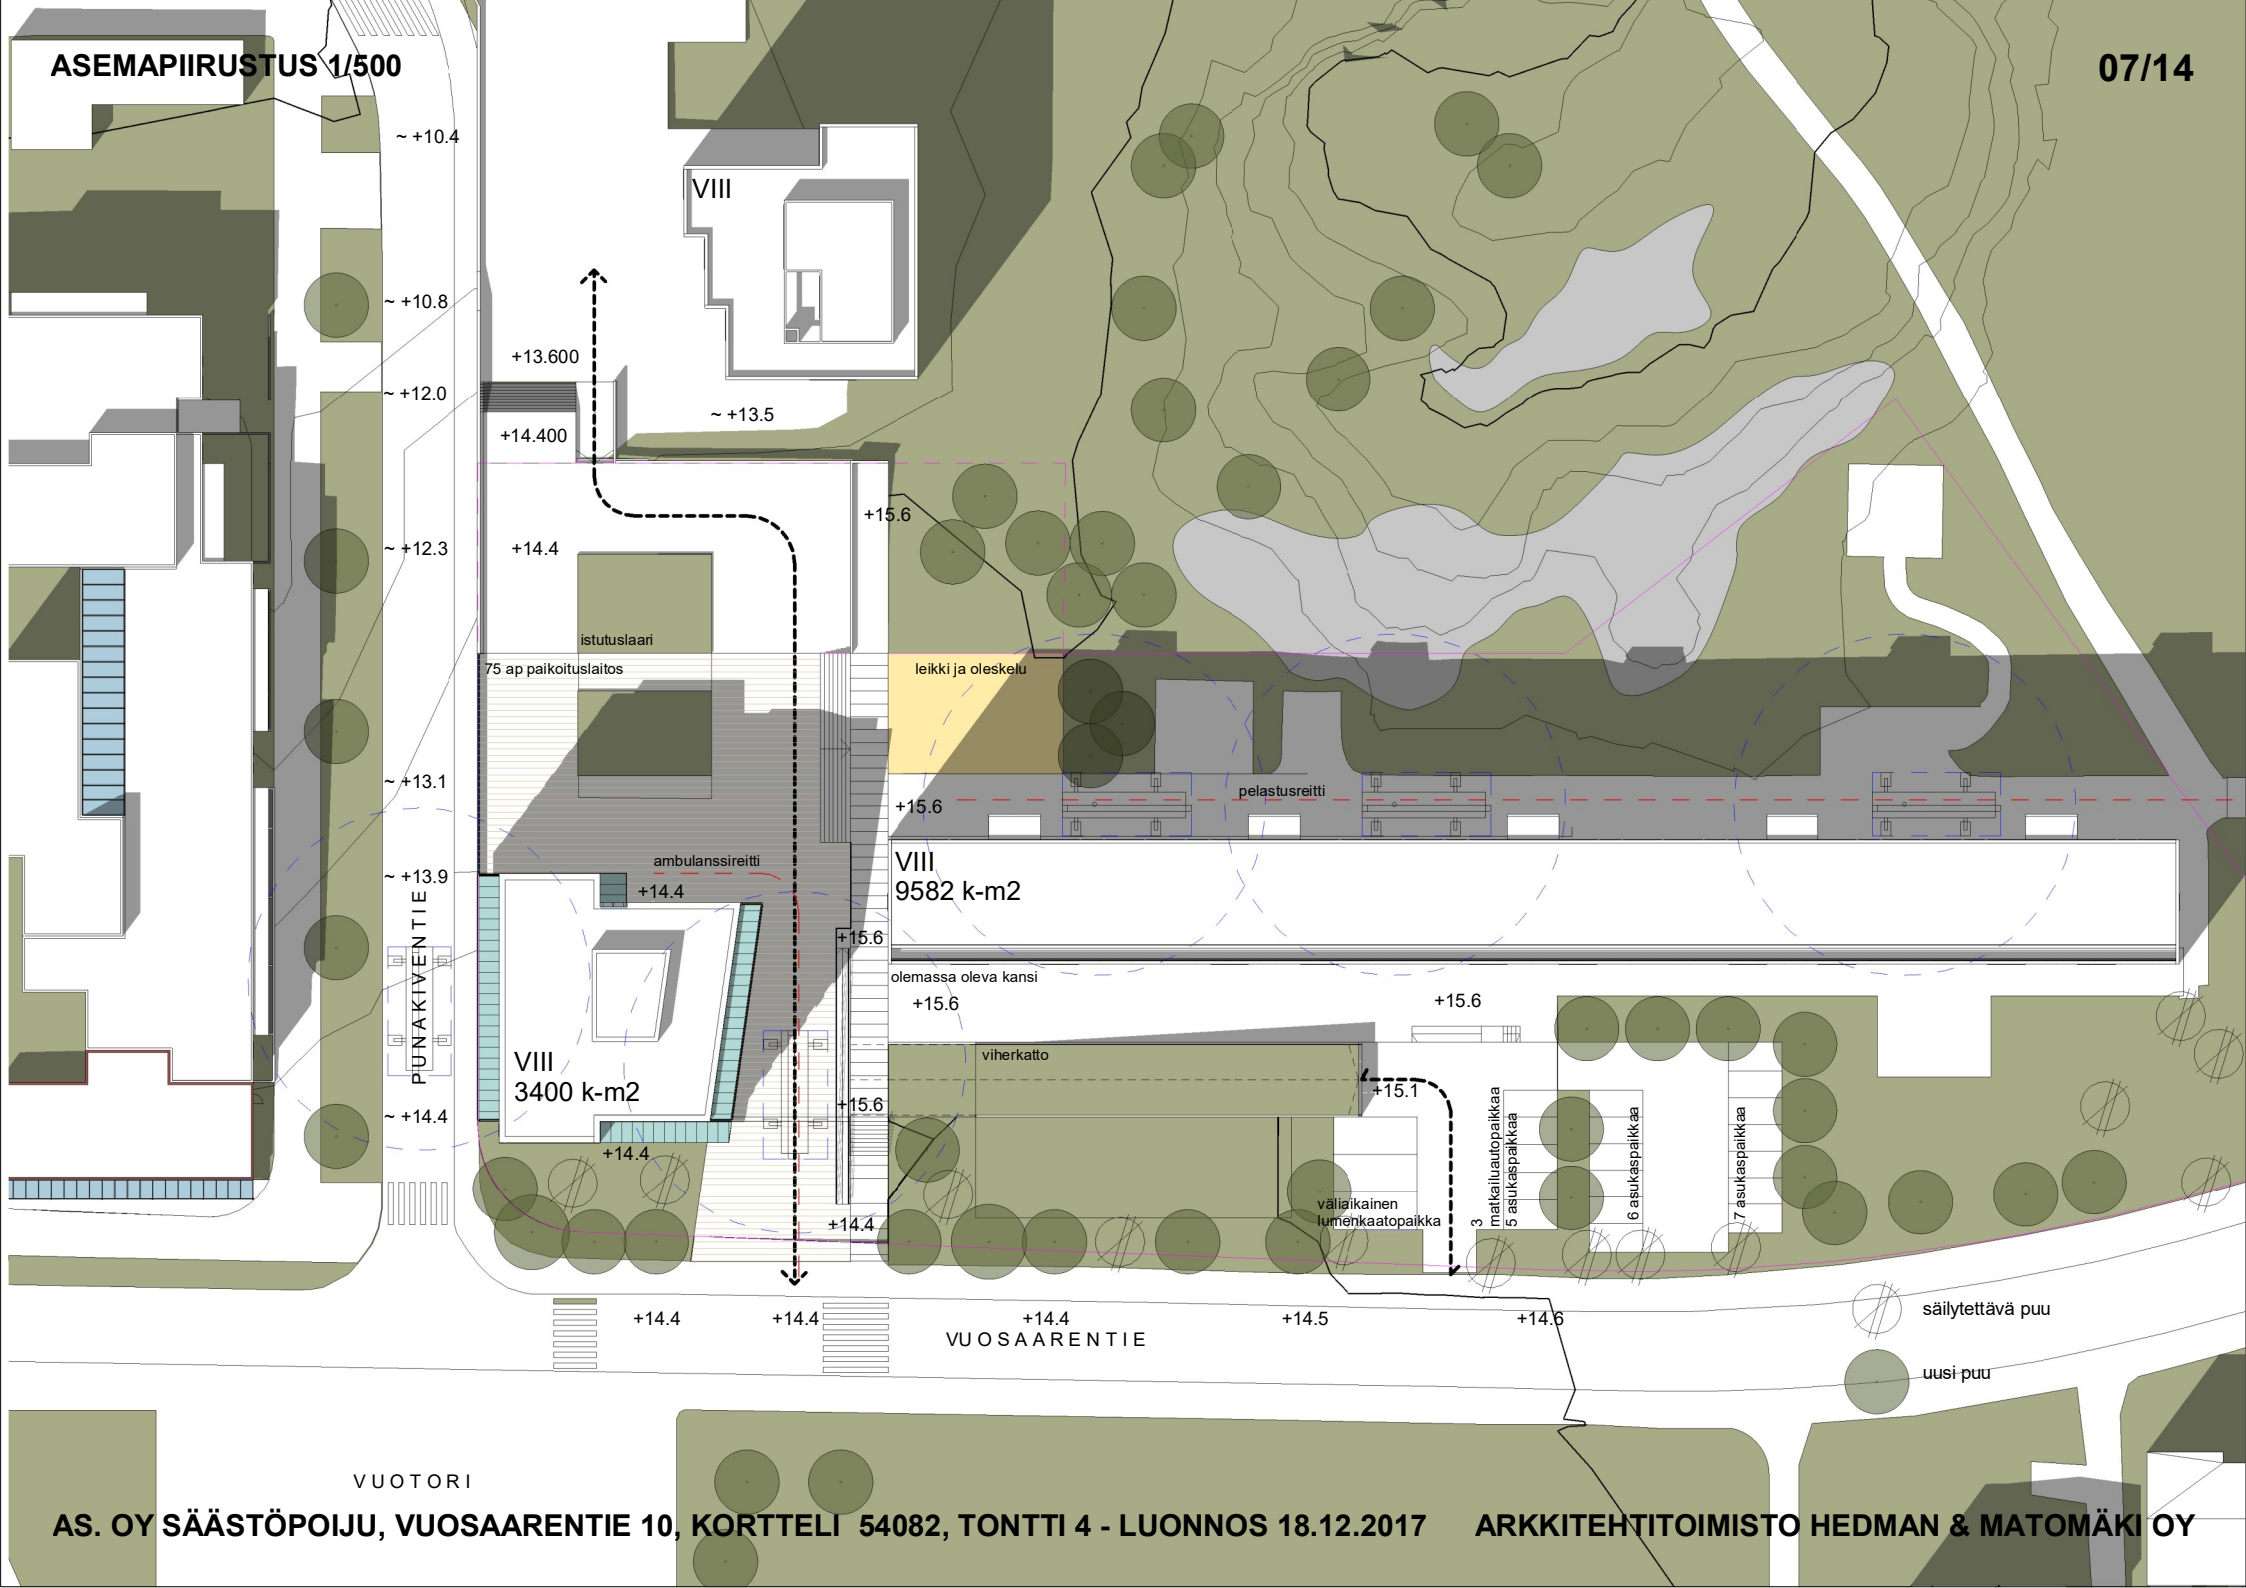 ASEMAPIIRUSTUS 1/500
07/14
~ +10.4
VIII
~ +10.8
+13.600
~ +12.0
~ +13.5
+14.400
+15.6
~ +12.3
+14.4
istutuslaari
75 ap paikoituslaitos
leikki ja oleskelu
~ +13.1
pelastusreitti
+15.6
ambulanssireitti
VIII
9582 k-m2
~ +13.9
+14.4
PUNAKIVENTIE
+15.6
olemassa oleva kansi
+15.6
+15.6
viherkatto
VIII
3400 k-m2
+15.1
+15.6
~ +14.4
3
matkailuautopaikkaa
5 asukaspaikkaa
6 asukaspaikkaa
7 asukaspaikkaa
+14.4
väliaikainen
lumenkaatopaikka
+14.4
säilytettävä puu
+14.4
+14.4
+14.4
+14.5
+14.6
VUOSAARENTIE
uusi puu
VUOTORI
AS. OY SÄÄSTÖPOIJU, VUOSAARENTIE 10, KORTTELI 54082, TONTTI 4 - LUONNOS 18.12.2017
ARKKITEHTITOIMISTO HEDMAN & MATOMÄKI OY